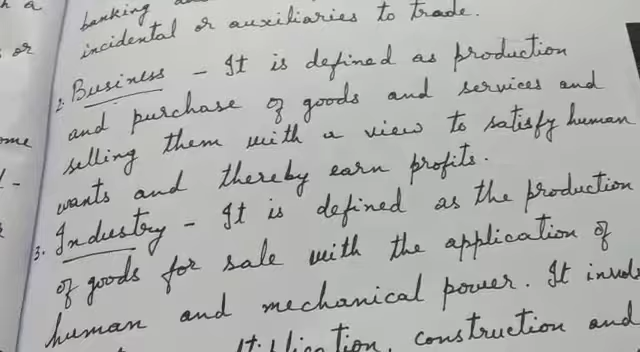 banking
incidental or auxiliaries to trade.
2. Business - It is defined as production
and purchase of goods and services and
selling them with a view to satisfy human
wants and thereby earn profits.
3. Industry - It is defined as the production
of goods for sale with the application of
human and mechanical power. It
construction and
or